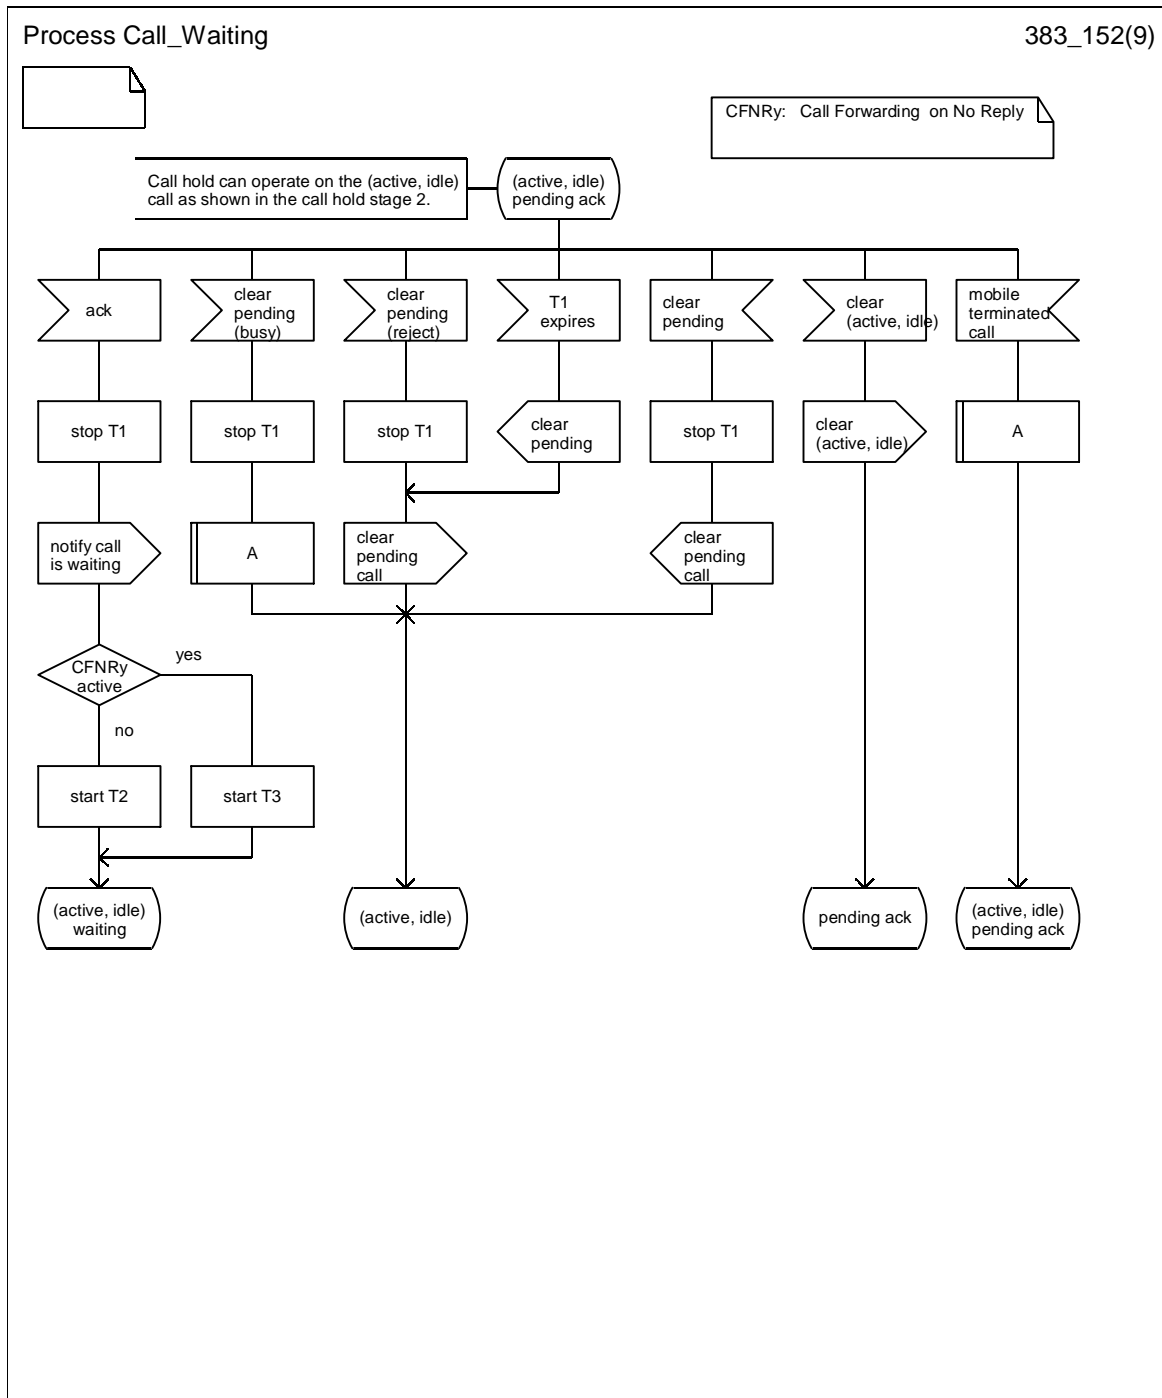 Process Call_Waiting
383_152(9)
CFNRy: Call Forwarding on No Reply
Call hold can operate on the (active, idle)
call as shown in the call hold stage 2.
(active, idle)
pending ack
ack
clear
pending
(busy)
clear
pending
(reject)
T1
expires
clear
pending
clear
(active, idle)
mobile
terminated
call
stop T1
stop T1
stop T1
clear
pending
stop T1
clear
(active, idle)
A
notify call
is waiting
A
clear
pending
call
clear
pending
call
CFNRy
active
yes
no
start T2
start T3
(active, idle)
waiting
(active, idle)
pending ack
(active, idle)
pending ack